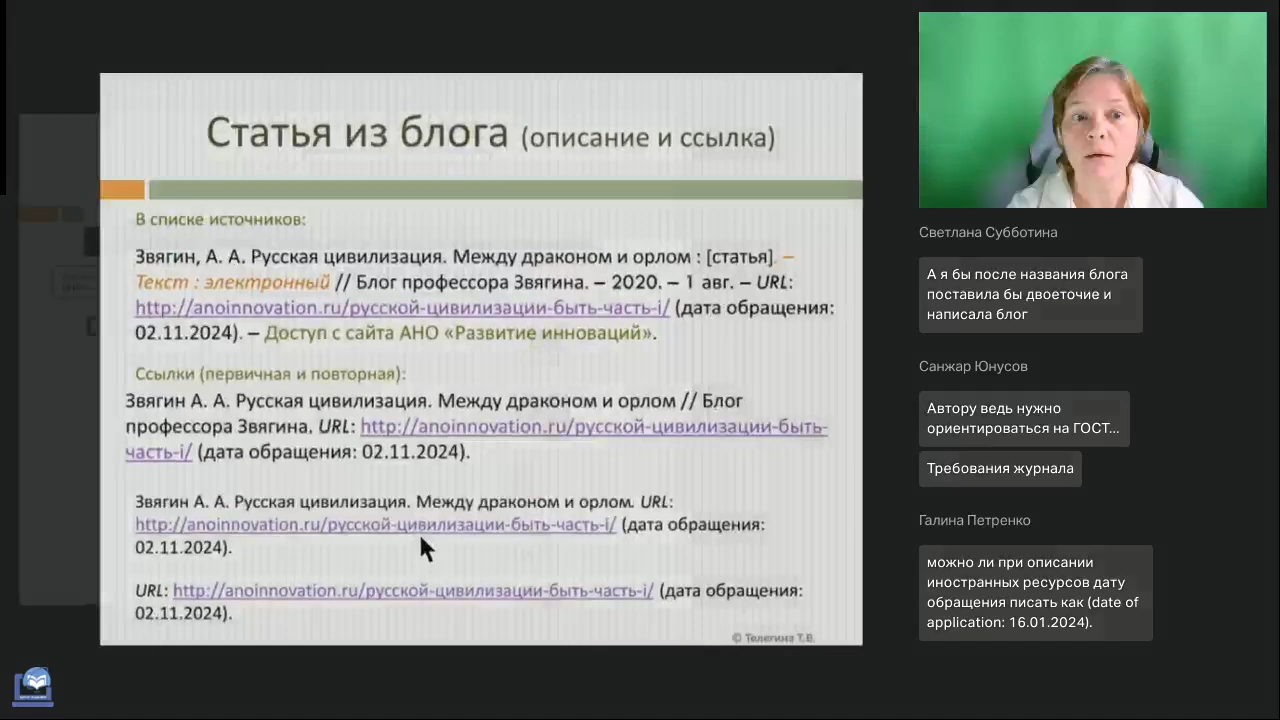 Статья из блога (описание и ссылка)
В списке источников:
Звягин, А. А. Русская цивилизация. Между драконом и орлом : [статья]. –
Текст : электронный // Блог профессора Звягина. – 2020. – 1 авг. – URL:
http://anoinnovation.ru/русской-цивилизации-быть-часть-i/ (дата обращения:
02.11.2024). – Доступ с сайта АНО «Развитие инноваций».
Ссылки (первичная и повторная):
Звягин А. А. Русская цивилизация. Между драконом и орлом // Блог
профессора Звягина. URL: http://anoinnovation.ru/русской-цивилизации-быть-
часть-i/ (дата обращения: 02.11.2024).
Звягин А. А. Русская цивилизация. Между драконом и орлом. URL:
http://anoinnovation.ru/русской-цивилизации-быть-часть-i/ (дата обращения:
02.11.2024).
URL: http://anoinnovation.ru/русской-цивилизации-быть-часть-i/ (дата обращения:
02.11.2024).
© Телегина Т.В.
Светлана Субботина
А я бы после названия блога
поставила бы двоеточие и
написала блог
Санжар Юнусов
Автору ведь нужно
ориентироваться на ГОСТ...
Требования журнала
Галина Петренко
можно ли при описании
иностранных ресурсов дату
обращения писать как (date of
application: 16.01.2024).